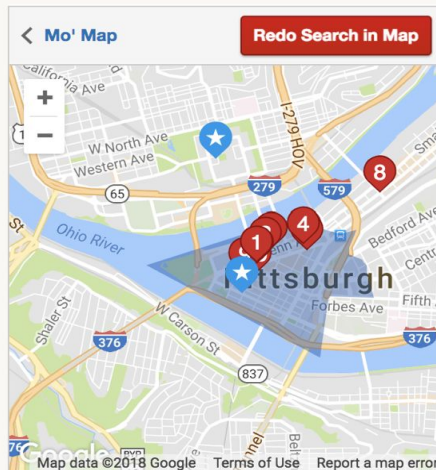 Mo' Map
Redo Search in Map
California Ave
+
−
W North Ave
Western Ave
I-279 HOV
65
279
579
8
Ohio River
4
1
Penn Ave
Bedford Ave
Pittsburgh
Forbes Ave
Fifth
Shaler St
376
W Carson St
376
837
Google
Map data ©2018 Google
Terms of Use
Report a map error